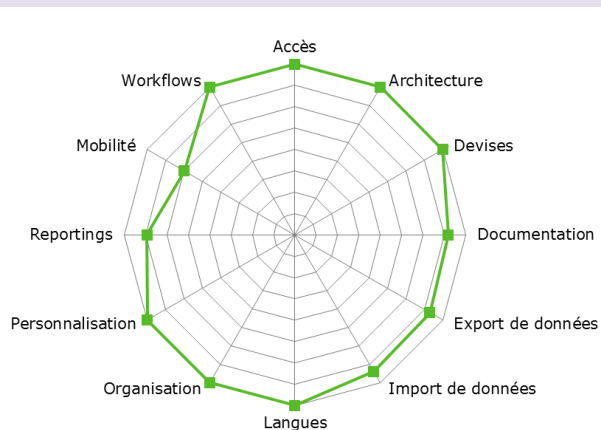 Accès
Workflows
Architecture
Mobilité
Devises
Reportings
Documentation
Personnalisation
Export de données
Organisation
Import de données
Langues